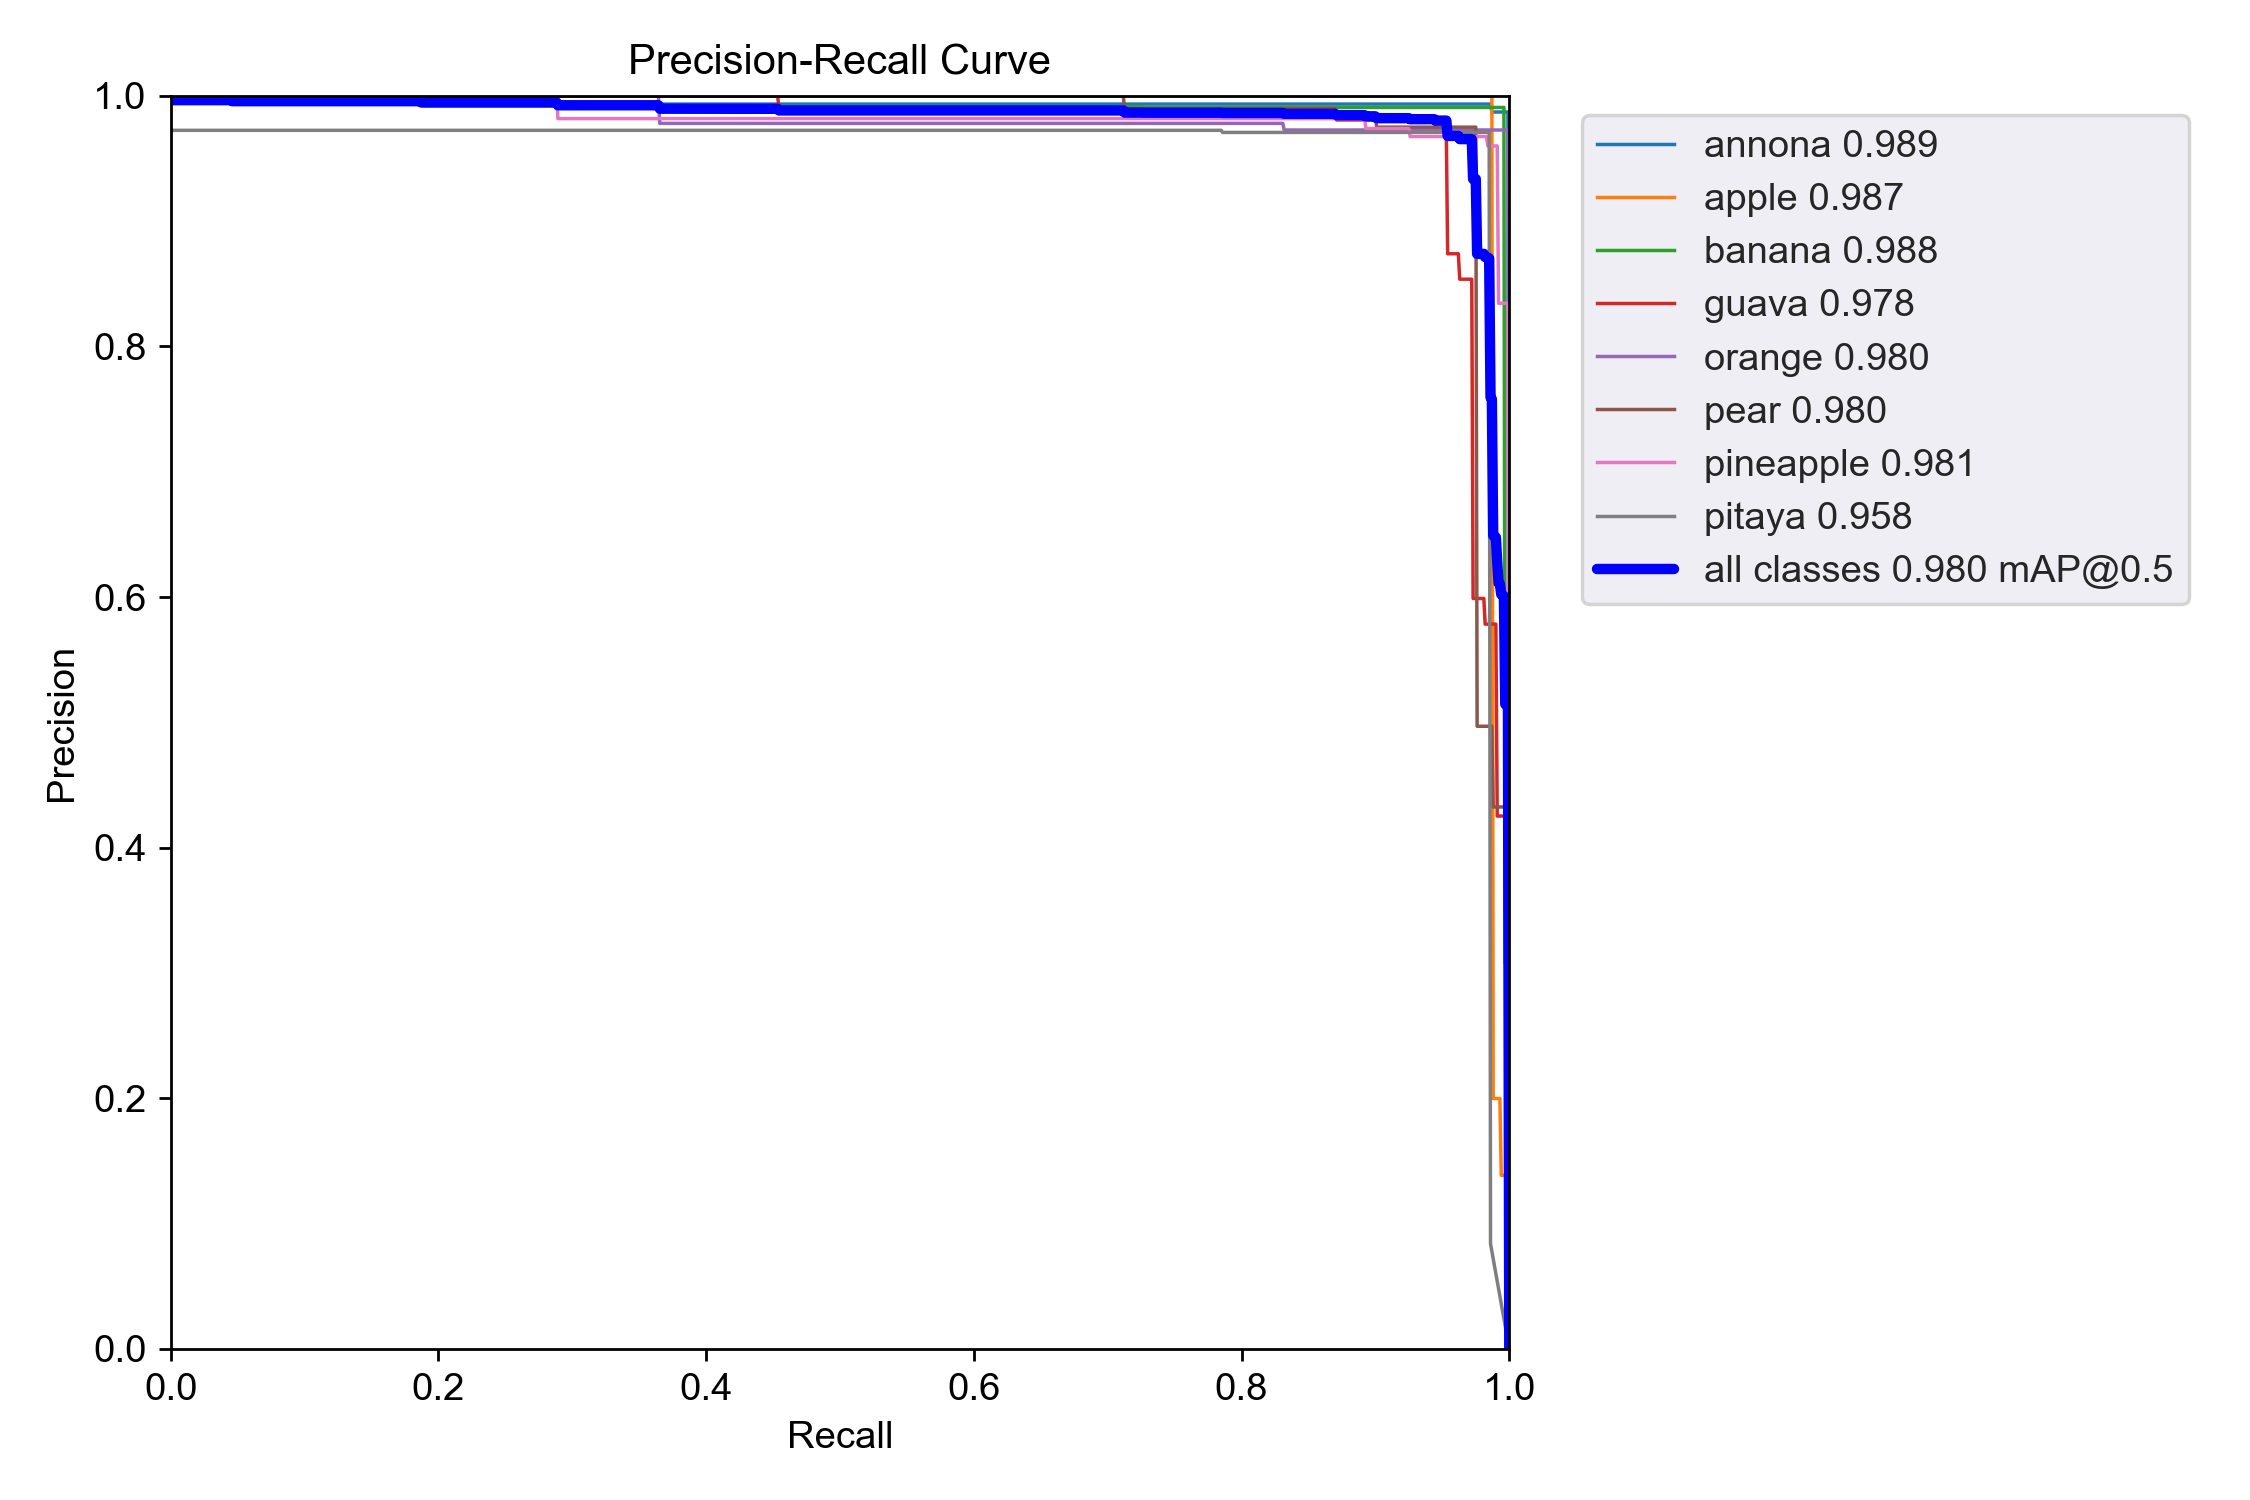 Precision-Recall Curve
1.0
0.8
0.6
0.4
0.2
0.0
Precision
0.0 0.2 0.4 0.6 0.8 1.0
Recall
annona 0.989
apple 0.987
banana 0.988
guava 0.978
orange 0.980
pear 0.980
pineapple 0.981
pitaya 0.958
all classes 0.980 mAP@0.5